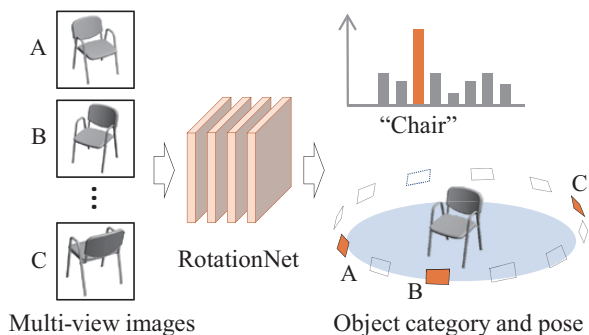 A
B
C
Multi-view images
RotationNet
“Chair”
C
A
B
Object category and pose